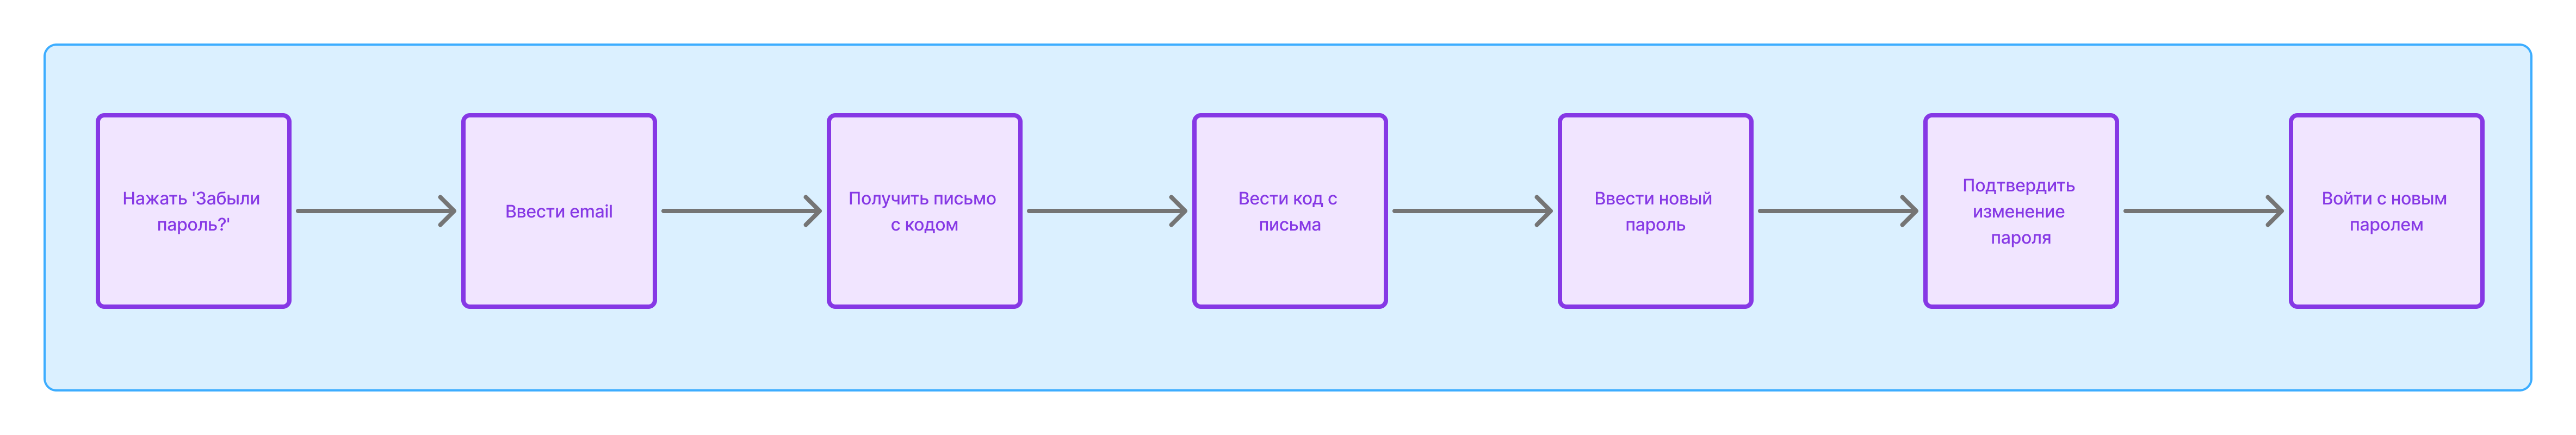 Нажать 'Забыли
пароль?'
Ввести email
Получить письмо
с кодом
Вести код с
письма
Ввести новый
пароль
Подтвердить
изменение
пароля
Войти с новым
паролем